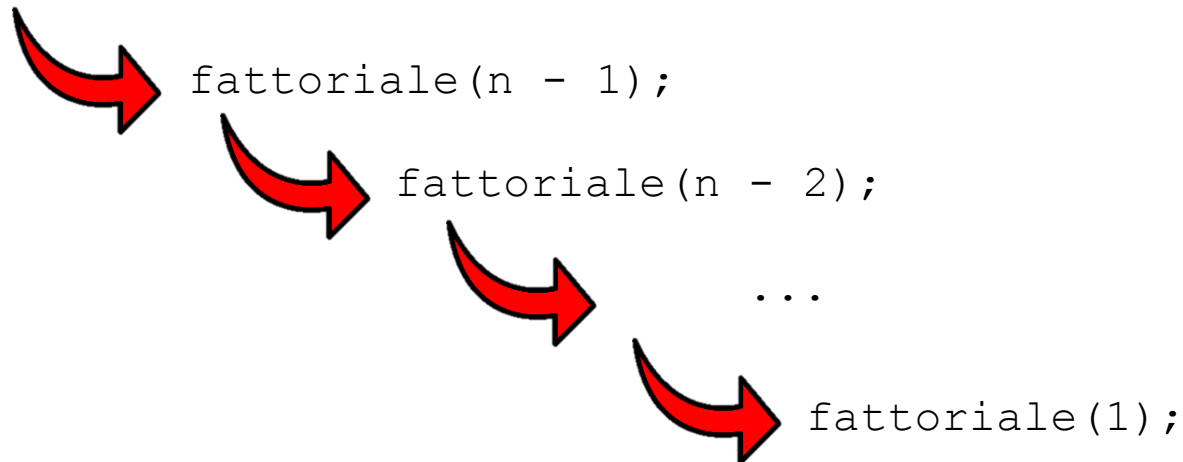 fattoriale(n - 1);
fattoriale(n - 2);
...
fattoriale(1);